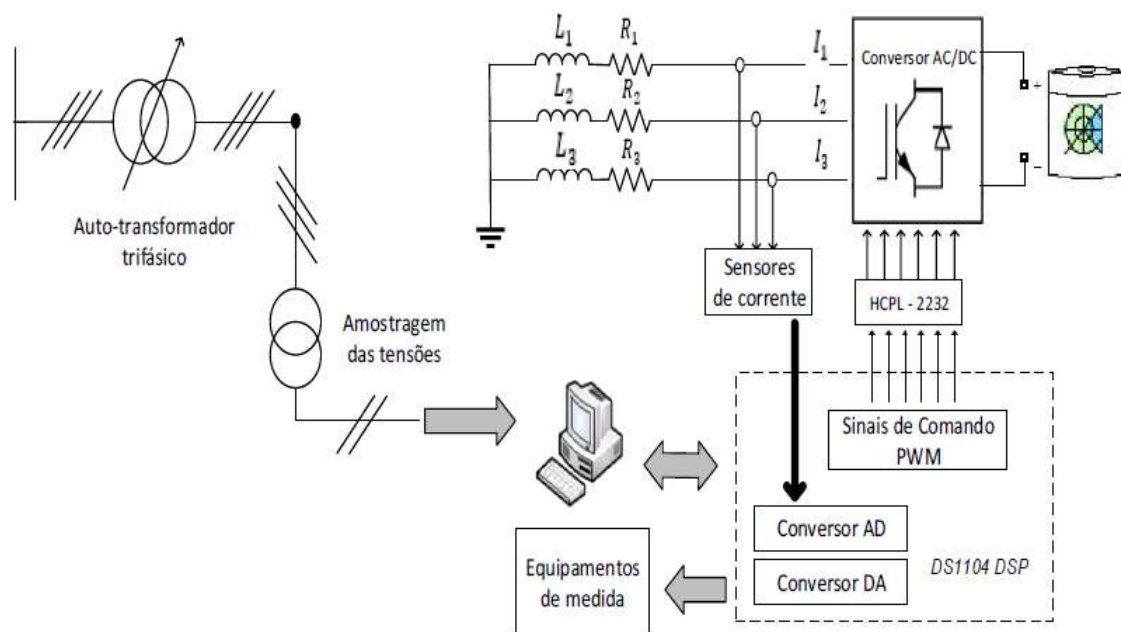 L₁
R₁
I₁
Conversor AC/DC
+
L₂
R₂
I₂
L₃
R₃
I₃
−
Auto-transformador
trifásico
Sensores
de corrente
HCPL - 2232
Amostragem
das tensões
Sinais de Comando
PWM
Conversor AD
Equipamentos
de medida
Conversor DA
DS1104 DSP